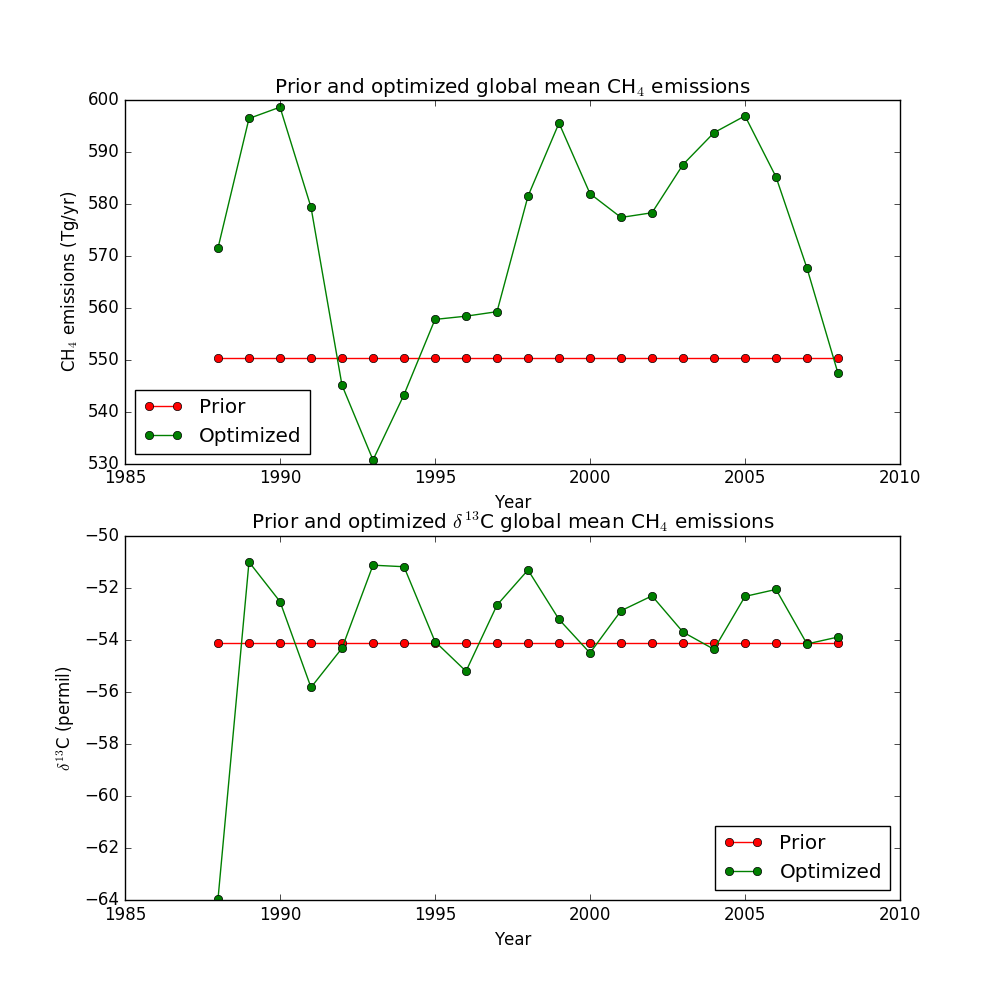 Prior and optimized global mean CH₄ emissions
600
590
580
570
560
550
540
530
CH₄ emissions (Tg/yr)
Prior
Optimized
1985 1990 1995 2000 2005 2010
Year
Prior and optimized δ¹³C global mean CH₄ emissions
−50
−52
−54
−56
−58
−60
−62
−64
δ¹³C (permil)
Prior
Optimized
1985 1990 1995 2000 2005 2010
Year